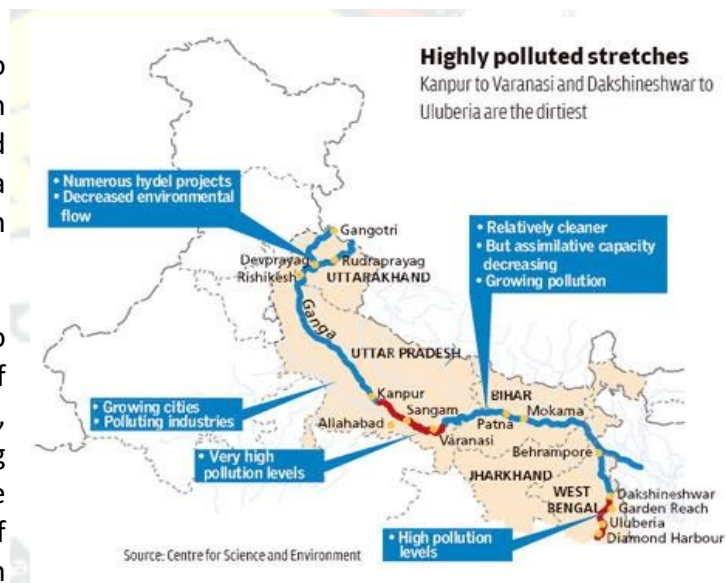 Highly polluted stretches
Kanpur to Varanasi and Dakshineshwar to
Uluberia are the dirtiest
• Numerous hydel projects
• Decreased environmental
flow
Gangotri
Devprayag
Rudraprayag
Rishikesh
UTTARAKHAND
• Relatively cleaner
• But assimilative capacity
decreasing
• Growing pollution
Ganga
UTTAR PRADESH
• Growing cities
• Polluting industries
Kanpur
Sangam
Allahabad
Varanasi
BIHAR
Patna
Mokama
• Very high
pollution levels
Behrampore
JHARKHAND
WEST
BENGAL
Dakshineshwar
Garden Reach
Uluberia
Diamond Harbour
• High pollution
levels
Source: Centre for Science and Environment